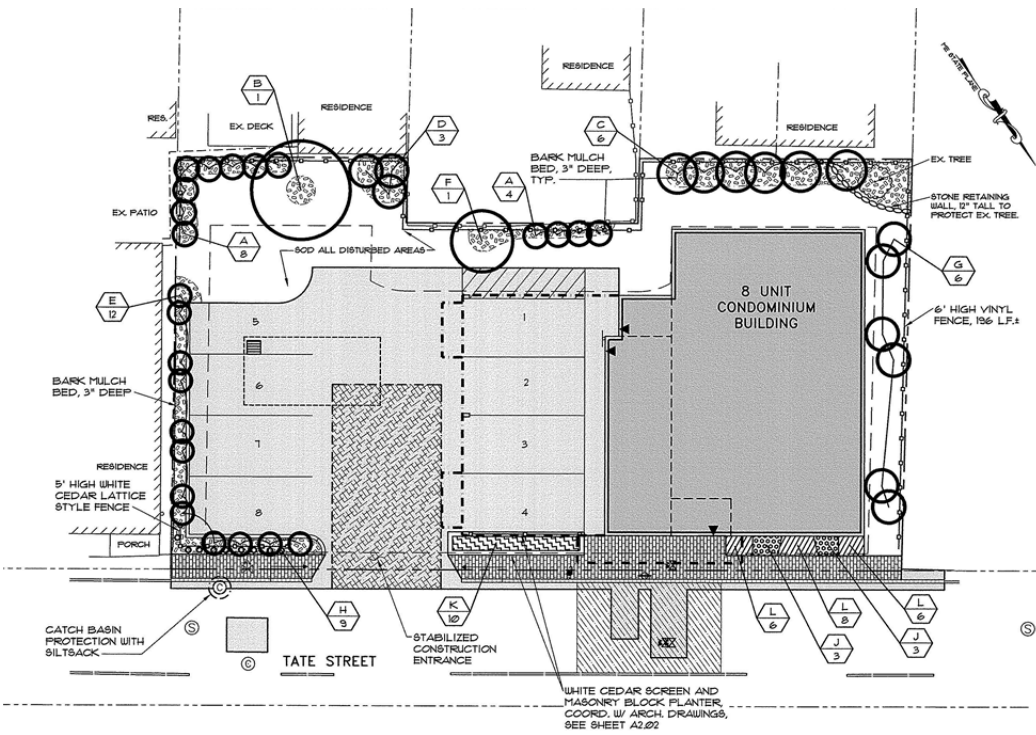 RESIDENCE
ME STATE PLANE
B
1
RESIDENCE
RES.
EX. DECK
D
3
C
6
RESIDENCE
BARK MULCH
BED, 3" DEEP,
TYP.
EX. TREE
F
1
A
4
STONE RETAINING
WALL, 12" TALL TO
PROTECT EX. TREE.
EX. PATIO
A
8
SOD ALL DISTURBED AREAS
G
6
8 UNIT
CONDOMINIUM
BUILDING
E
12
6' HIGH VINYL
FENCE, 196 L.F.±
5
1
BARK MULCH
BED, 3" DEEP
6
2
7
3
RESIDENCE
5' HIGH WHITE
CEDAR LATTICE
STYLE FENCE
8
4
PORCH
H
9
K
10
L
6
L
8
L
6
J
3
J
3
S
S
CATCH BASIN
PROTECTION WITH
SILTSACK
STABILIZED
CONSTRUCTION
ENTRANCE
C
TATE STREET
WHITE CEDAR SCREEN AND
MASONRY BLOCK PLANTER,
COORD. W/ ARCH. DRAWINGS,
SEE SHEET A2.02